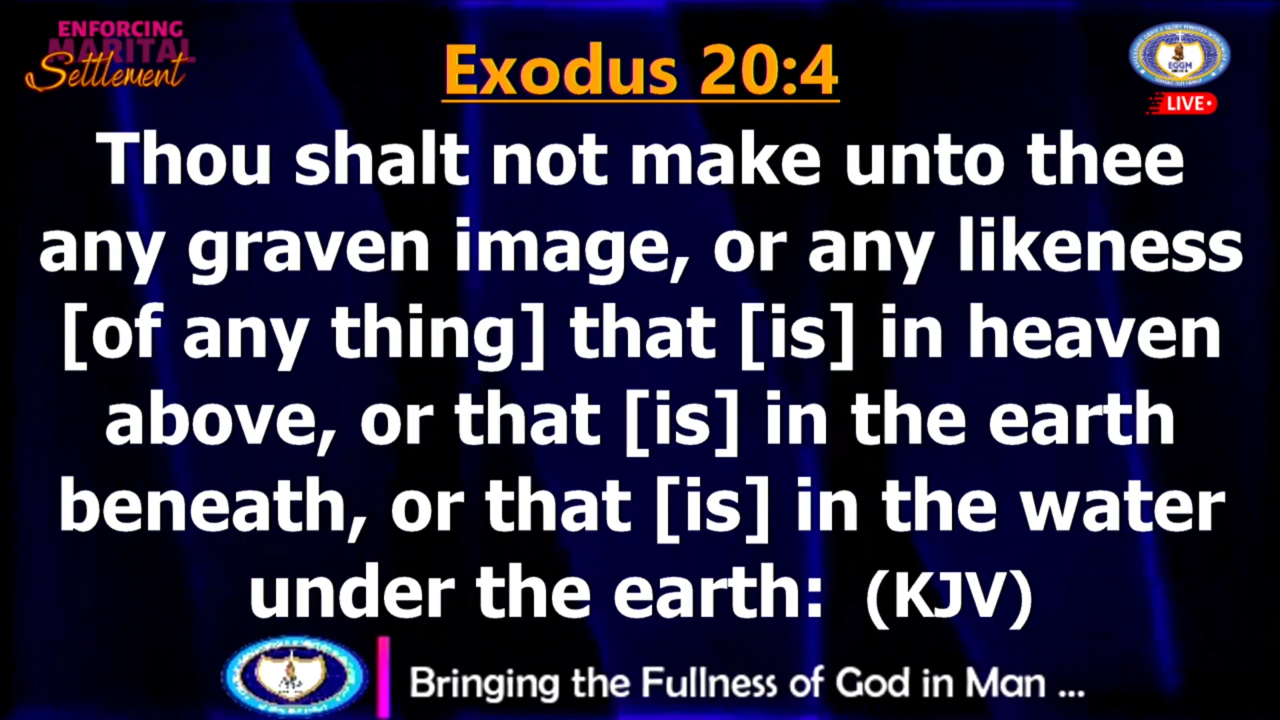 ENFORCING
MARITAL
Settlement
Exodus 20:4
EGGM
LIVE
Thou shalt not make unto thee
any graven image, or any likeness
[of any thing] that [is] in heaven
above, or that [is] in the earth
beneath, or that [is] in the water
under the earth: (KJV)
Bringing the Fullness of God in Man ...